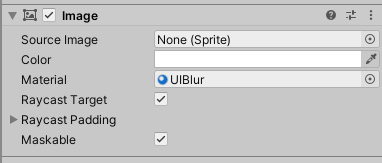 Image
Source Image None (Sprite)
Color
Material UIBlur
Raycast Target
Raycast Padding
Maskable